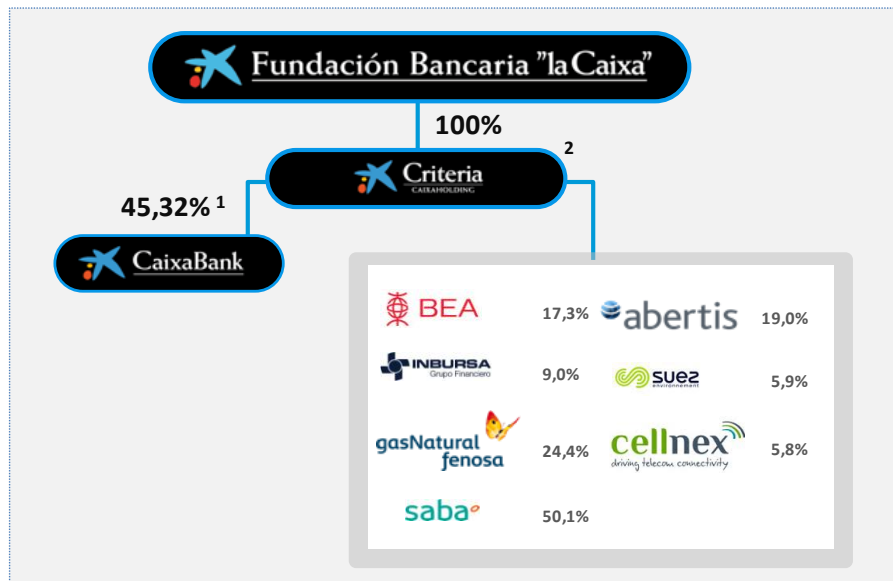 Fundación Bancaria "la Caixa"
100%
2
Criteria
CAIXAHOLDING
45,32% 1
CaixaBank
BEA
17,3%
abertis
19,0%
INBURSA
Grupo Financiero
9,0%
suez
environnement
5,9%
gasNatural
fenosa
24,4%
cellnex
driving telecom connectivity
5,8%
saba
50,1%